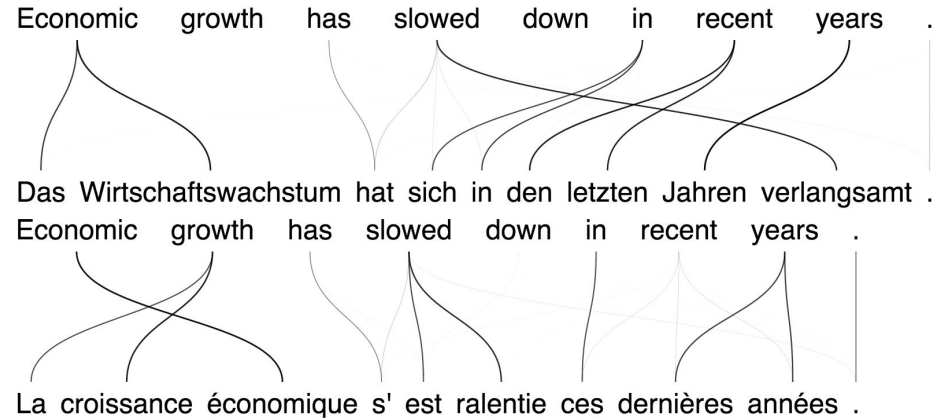 Economic growth has slowed down in recent years .
Das Wirtschaftswachstum hat sich in den letzten Jahren verlangsamt .
Economic growth has slowed down in recent years .
La croissance économique s' est ralentie ces dernières années .